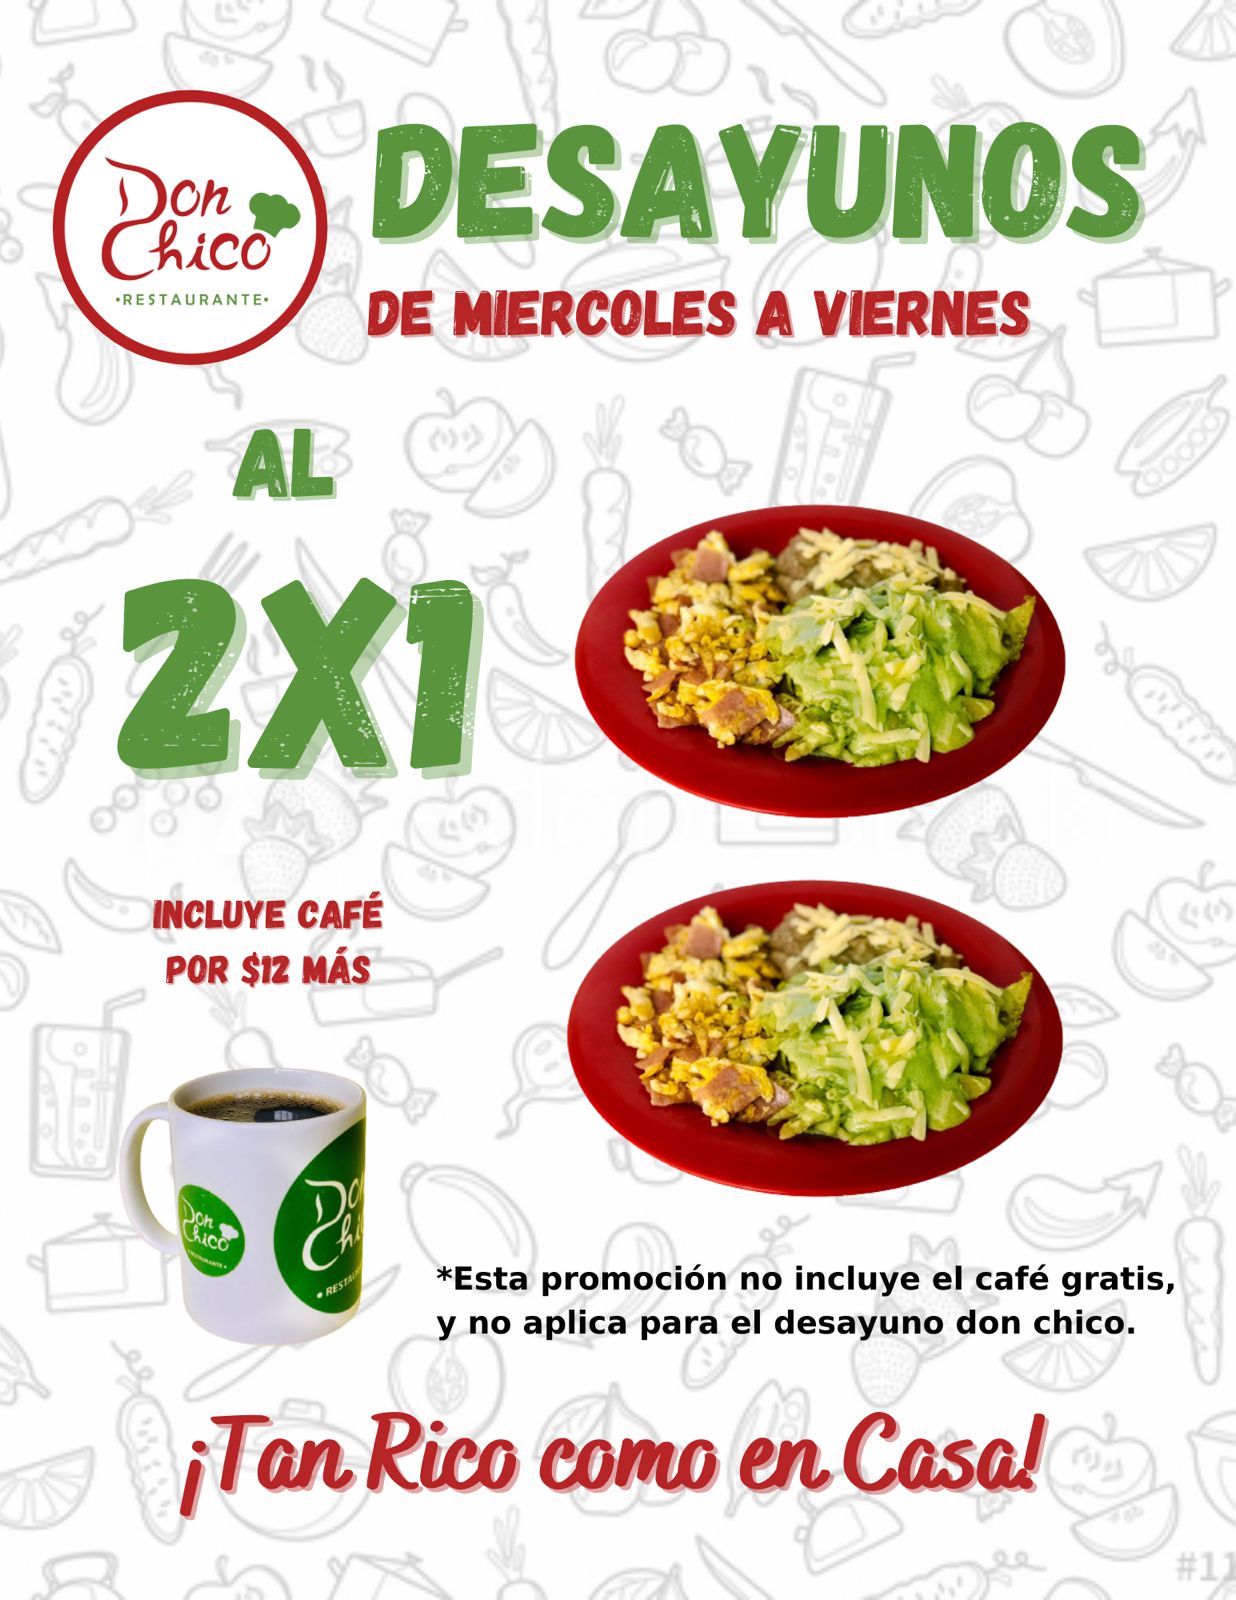 Don
Chico
•RESTAURANTE•
DESAYUNOS
DE MIERCOLES A VIERNES
AL
2X1
INCLUYE CAFÉ
POR $12 MÁS
Don
Chico
• RESTAURANTE •
Don
Chi
• RESTAU
*Esta promoción no incluye el café gratis,
y no aplica para el desayuno don chico.
¡Tan Rico como en Casa!
#11